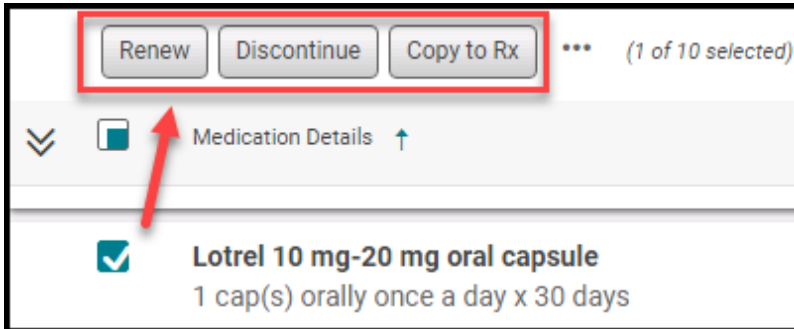 Renew Discontinue Copy to Rx ••• (1 of 10 selected)
Medication Details ↑
Lotrel 10 mg-20 mg oral capsule
1 cap(s) orally once a day x 30 days